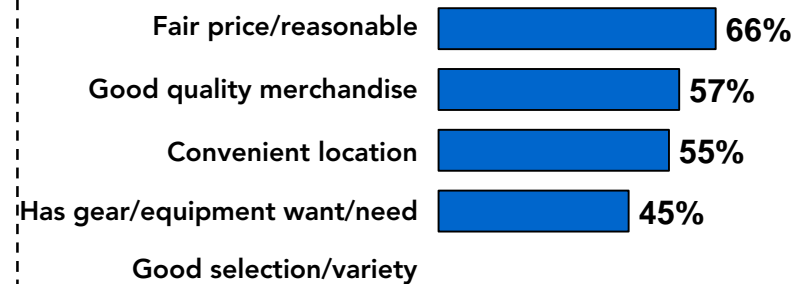 Fair price/reasonable 66%
Good quality merchandise 57%
Convenient location 55%
Has gear/equipment want/need 45%
Good selection/variety